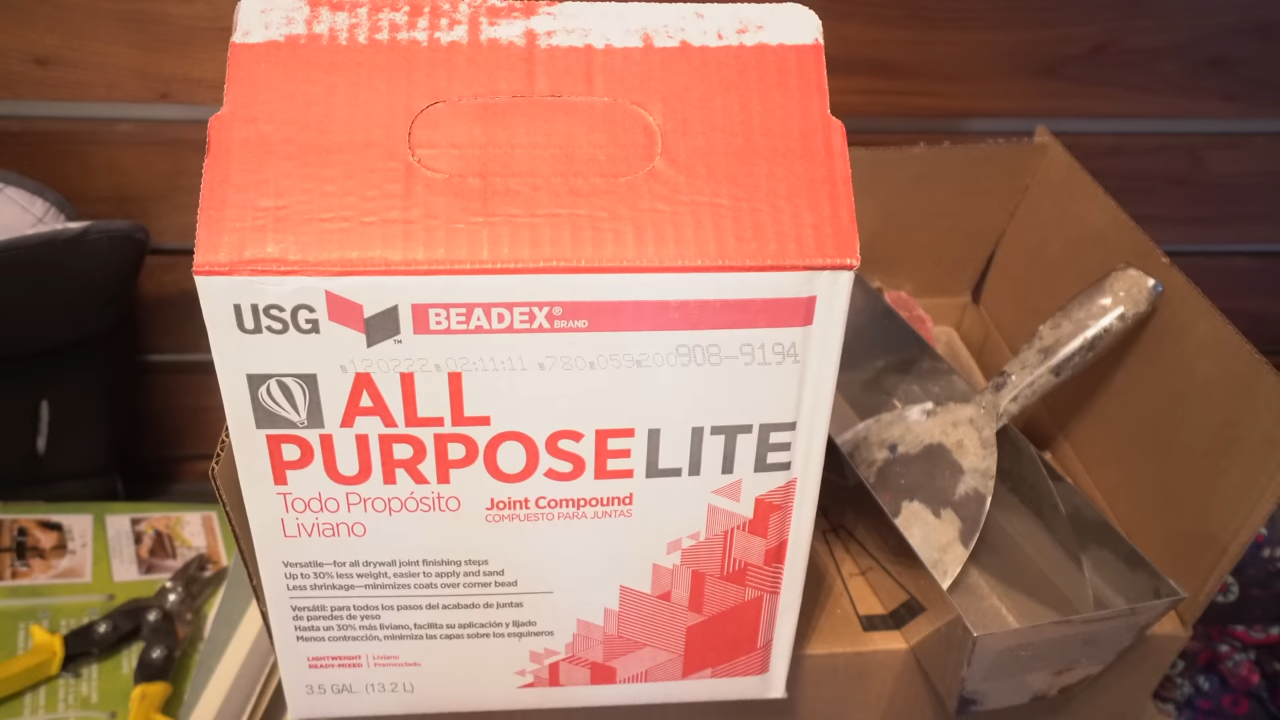 USG TM BEADEX® BRAND
120222 02:11:11 780 059200908-9194
ALL
PURPOSE LITE
Todo Propósito
Liviano
Joint Compound
COMPUESTO PARA JUNTAS
Versatile—for all drywall joint finishing steps
Up to 30% less weight, easier to apply and sand
Less shrinkage—minimizes coats over corner bead
Versátil: para todos los pasos del acabado de juntas
de paredes de yeso
Hasta un 30% más liviano, facilita su aplicación y lijado
Menos contracción, minimiza las capas sobre los esquineros
LIGHTWEIGHT | Liviano
READY-MIXED | Premezclado
3.5 GAL. (13.2 L)